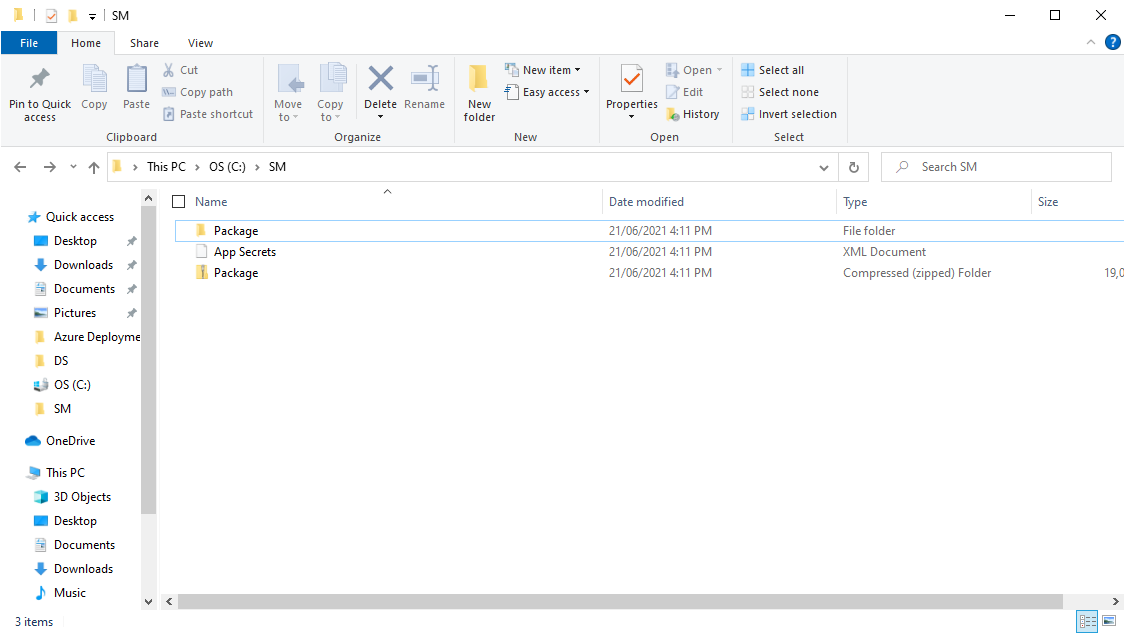 SM
File Home Share View
Pin to Quick access
Copy
Paste
Cut
Copy path
Paste shortcut
Clipboard
Move to
Copy to
Delete
Rename
Organize
New folder
New item
Easy access
New
Properties
Open
Edit
History
Open
Select all
Select none
Invert selection
Select
This PC > OS (C:) > SM
Search SM
Name Date modified Type Size
Package 21/06/2021 4:11 PM File folder
App Secrets 21/06/2021 4:11 PM XML Document
Package 21/06/2021 4:11 PM Compressed (zipped) Folder 19,0
Quick access
Desktop
Downloads
Documents
Pictures
Azure Deployme
DS
OS (C:)
SM
OneDrive
This PC
3D Objects
Desktop
Documents
Downloads
Music
3 items